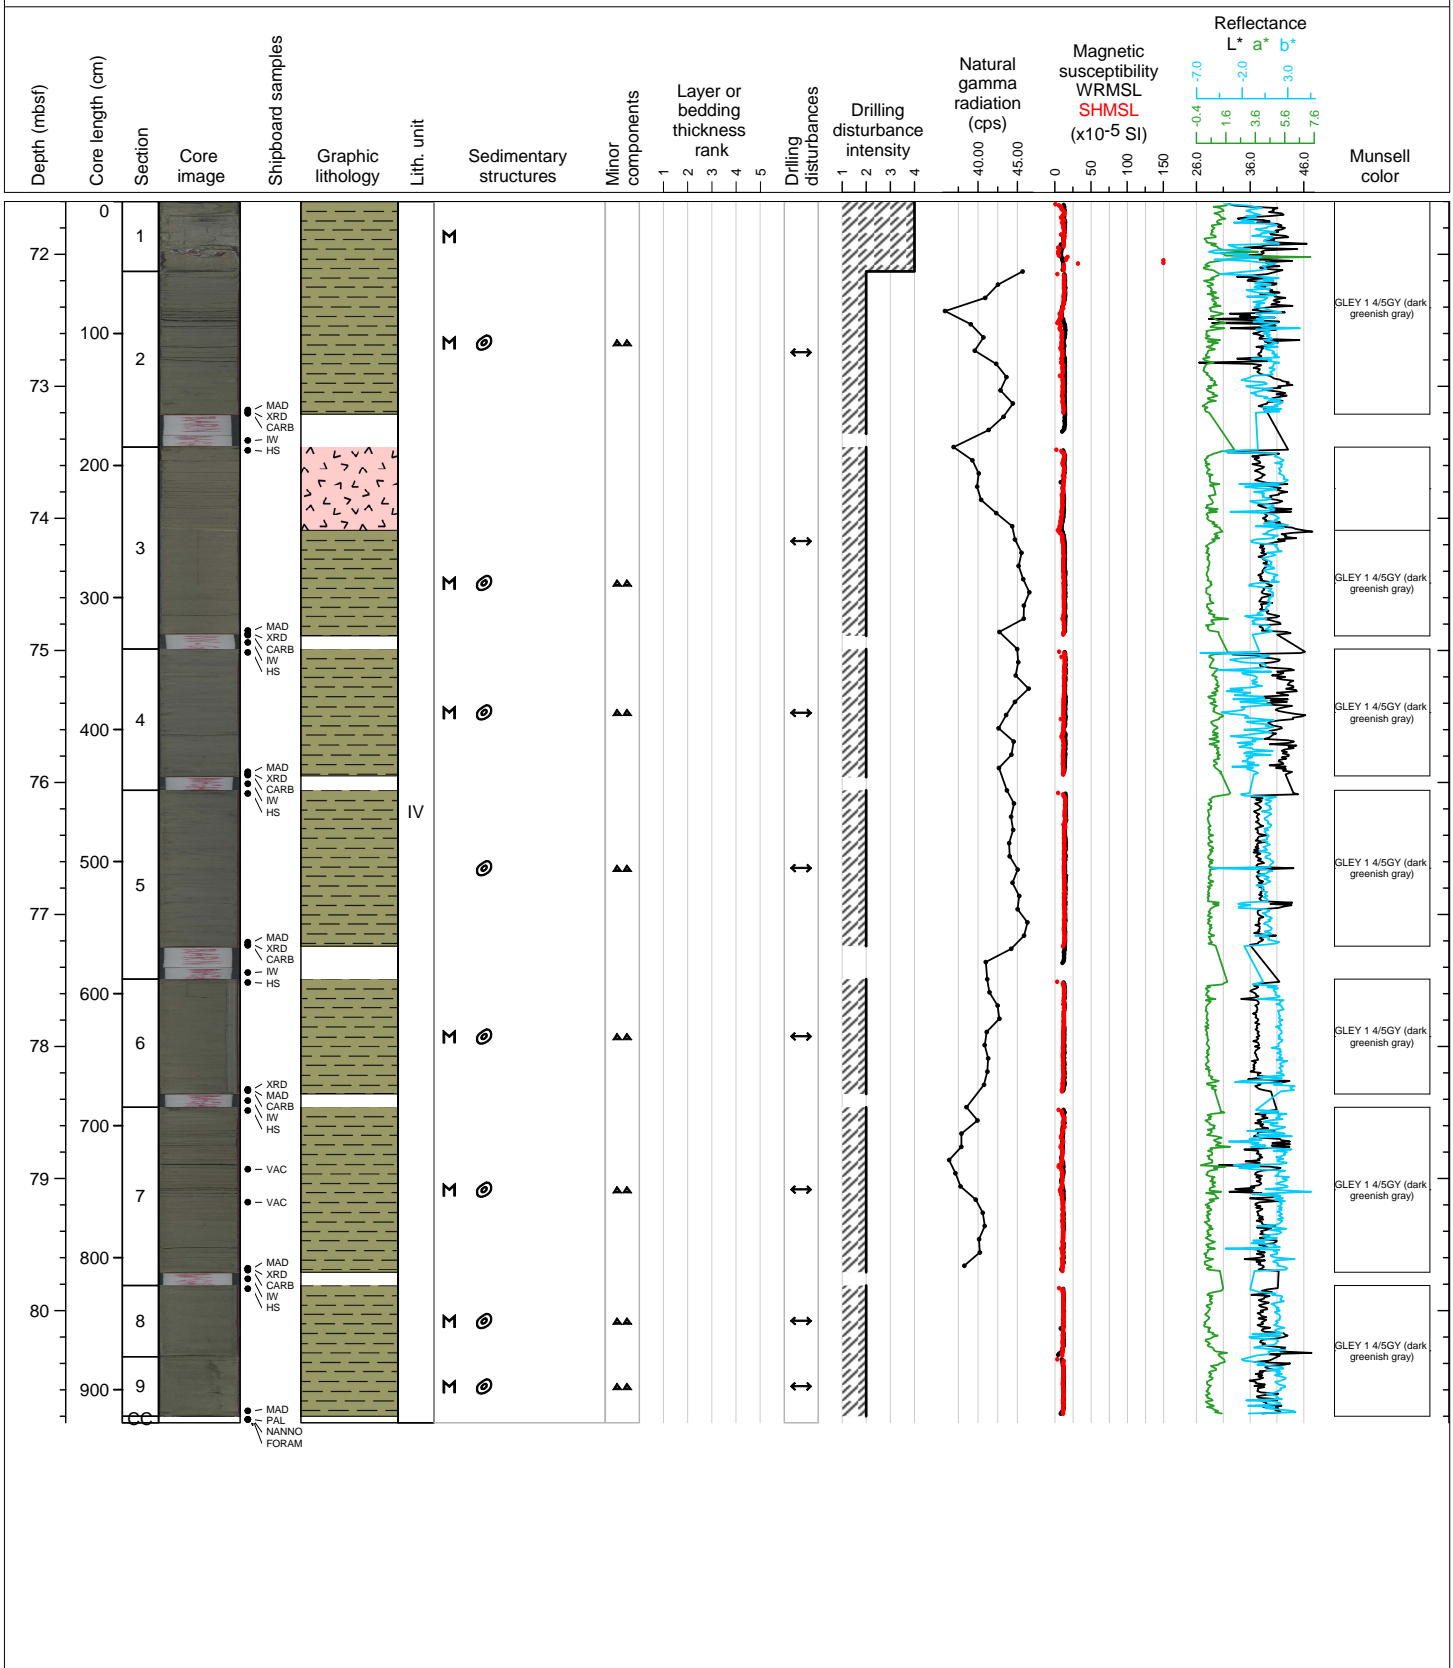 Reflectance
L* a* b*
-7.0 -2.0 3.0
-0.4 1.6 3.6 5.6 7.6
26.0 36.0 46.0
Depth (mbsf)
Core length (cm)
Section
Core
image
Shipboard samples
Graphic
lithology
Lith. unit
Sedimentary
structures
Minor
components
Layer or
bedding
thickness
rank
1 2 3 4 5
Drilling
disturbances
Drilling
disturbance
intensity
1 2 3 4
Natural
gamma
radiation
(cps)
40.00 45.00
Magnetic
susceptibility
WRMSL
SHMSL
(x10-5 SI)
0 50 100 150
Munsell
color
0
1
M
72
GLEY 1 4/5GY (dark
greenish gray)
100
M
2
73
MAD
XRD
CARB
IW
HS
200
74
3
GLEY 1 4/5GY (dark
greenish gray)
M
300
MAD
XRD
CARB
IW
HS
75
4
M
GLEY 1 4/5GY (dark
greenish gray)
400
MAD
XRD
CARB
IW
HS
76
IV
500
5
GLEY 1 4/5GY (dark
greenish gray)
77
MAD
XRD
CARB
IW
HS
600
6
M
GLEY 1 4/5GY (dark
greenish gray)
78
XRD
MAD
CARB
IW
HS
700
VAC
79
7
M
GLEY 1 4/5GY (dark
greenish gray)
VAC
800
MAD
XRD
CARB
IW
HS
80
8
M
GLEY 1 4/5GY (dark
greenish gray)
900
9
M
MAD
CC
PAL
NANNO
FORAM